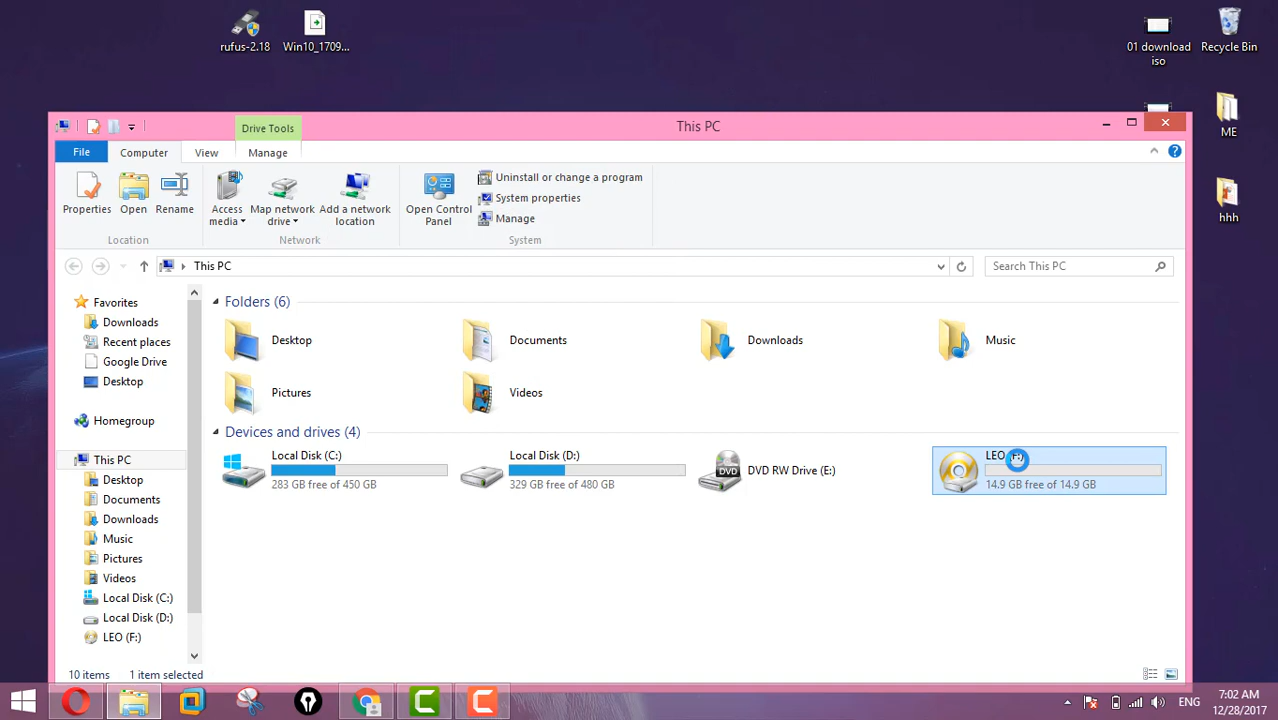 rufus-2.18
Win10_1709...
01 download
iso
Recycle Bin
ME
hhh
Drive Tools
This PC
File
Computer
View
Manage
Properties
Open
Rename
Access
media
Map network
drive
Add a network
location
Open Control
Panel
Uninstall or change a program
System properties
Manage
Location
Network
System
This PC
Search This PC
Favorites
Downloads
Recent places
Google Drive
Desktop
Homegroup
This PC
Desktop
Documents
Downloads
Music
Pictures
Videos
Local Disk (C:)
Local Disk (D:)
LEO (F:)
Folders (6)
Desktop
Documents
Downloads
Music
Pictures
Videos
Devices and drives (4)
Local Disk (C:)
283 GB free of 450 GB
Local Disk (D:)
329 GB free of 480 GB
DVD
DVD RW Drive (E:)
LEO (F:)
14.9 GB free of 14.9 GB
10 items
1 item selected
ENG
7:02 AM
12/28/2017